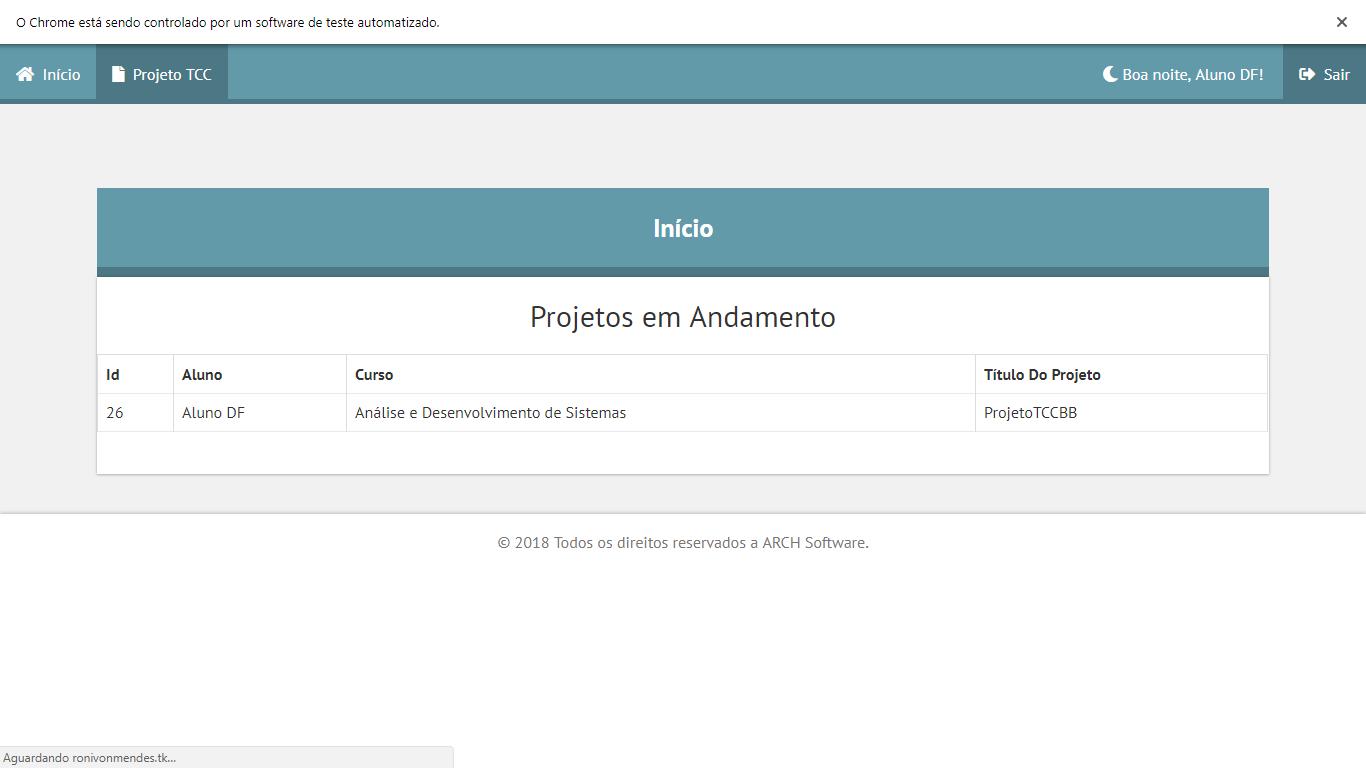 O Chrome está sendo controlado por um software de teste automatizado.
Início Projeto TCC Boa noite, Aluno DF! Sair
Início
Projetos em Andamento
Id Aluno Curso Título Do Projeto
26 Aluno DF Análise e Desenvolvimento de Sistemas ProjetoTCCBB
© 2018 Todos os direitos reservados a ARCH Software.
Aguardando ronivonmendes.tk...